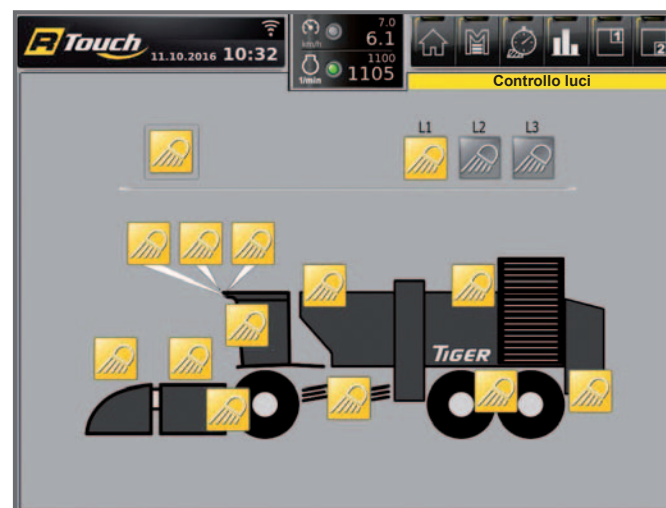 R Touch
11.10.2016 10:32
km/h
7.0
6.1
1/min
1100
1105
1
2
Controllo luci
L1 L2 L3
TIGER